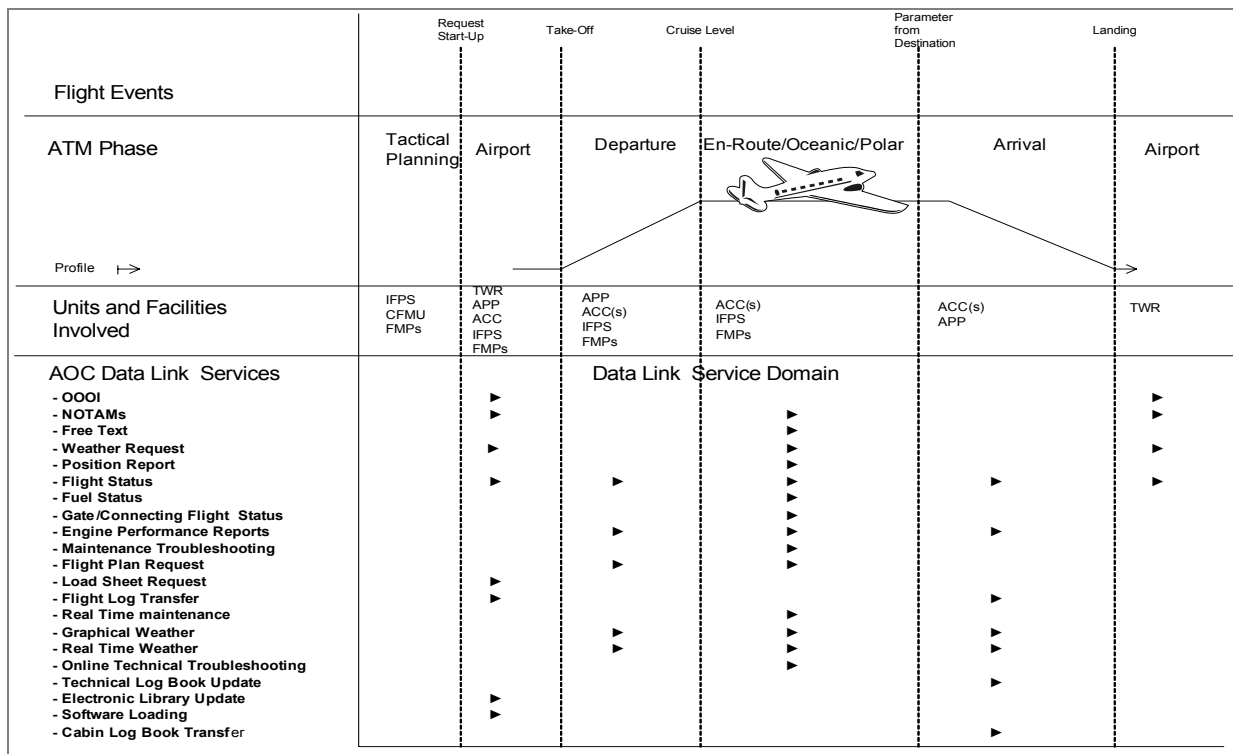 Request
Start-Up
Take-Off
Cruise Level
Parameter
from
Destination
Landing
Flight Events
ATM Phase
Tactical
Planning
Airport
Departure
En-Route/Oceanic/Polar
Arrival
Airport
Profile
Units and Facilities
Involved
IFPS
CFMU
FMPs
TWR
APP
ACC
IFPS
FMPs
APP
ACC(s)
IFPS
FMPs
ACC(s)
IFPS
FMPs
ACC(s)
APP
TWR
AOC Data Link Services
Data Link Service Domain
- OOOI
- NOTAMs
- Free Text
- Weather Request
- Position Report
- Flight Status
- Fuel Status
- Gate/Connecting Flight Status
- Engine Performance Reports
- Maintenance Troubleshooting
- Flight Plan Request
- Load Sheet Request
- Flight Log Transfer
- Real Time maintenance
- Graphical Weather
- Real Time Weather
- Online Technical Troubleshooting
- Technical Log Book Update
- Electronic Library Update
- Software Loading
- Cabin Log Book Transfer